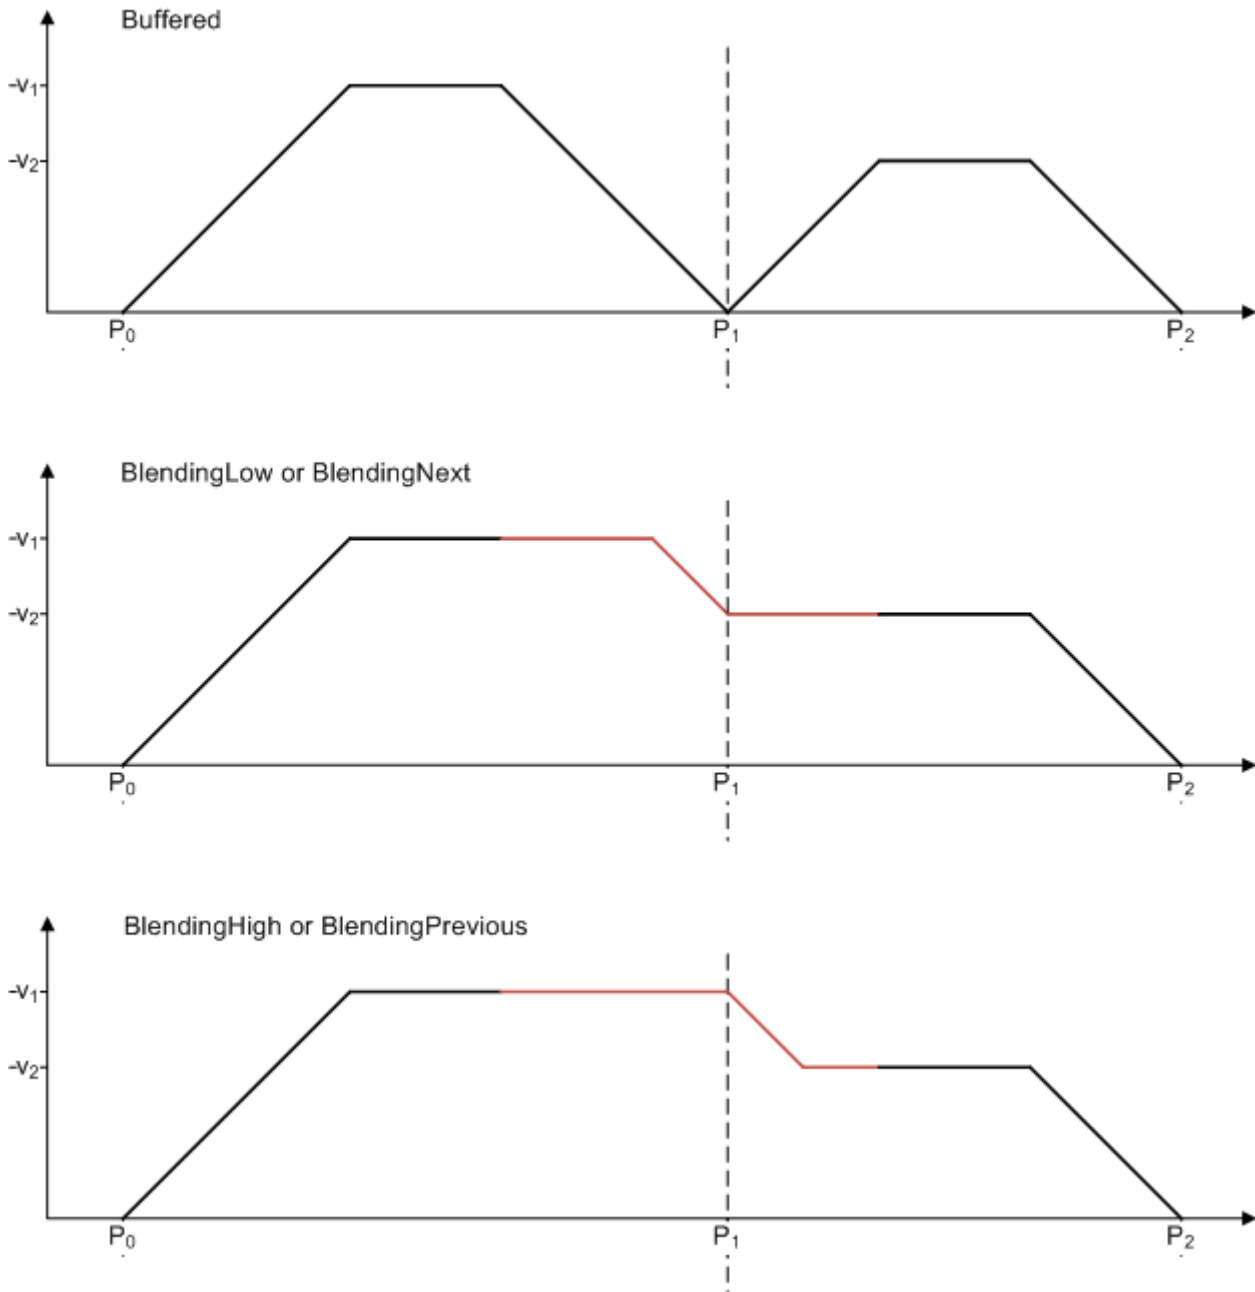 Buffered
v₁
v₂
P₀ P₁ P₂
BlendingLow or BlendingNext
v₁
v₂
P₀ P₁ P₂
BlendingHigh or BlendingPrevious
v₁
v₂
P₀ P₁ P₂